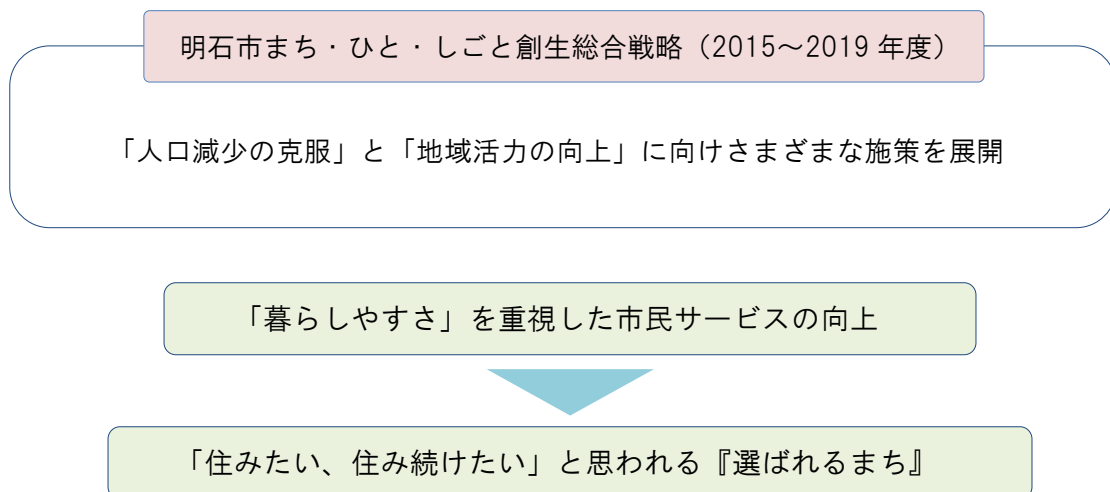 明石市まち・ひと・しごと創生総合戦略（2015～2019 年度）
「人口減少の克服」と「地域活力の向上」に向けさまざまな施策を展開
「暮らしやすさ」を重視した市民サービスの向上
「住みたい、住み続けたい」と思われる『選ばれるまち』